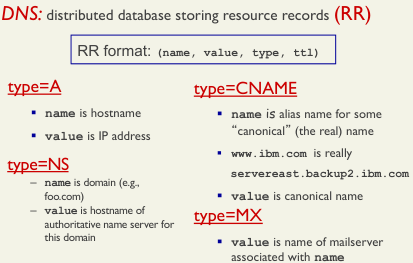 DNS: distributed database storing resource records (RR)
RR format: (name, value, type, ttl)
type=A
▪ name is hostname
▪ value is IP address
type=NS
– name is domain (e.g.,
foo.com)
– value is hostname of
authoritative name server for
this domain
type=CNAME
▪ name is alias name for some
“canonical” (the real) name
▪ www.ibm.com is really
servereast.backup2.ibm.com
▪ value is canonical name
type=MX
▪ value is name of mailserver
associated with name